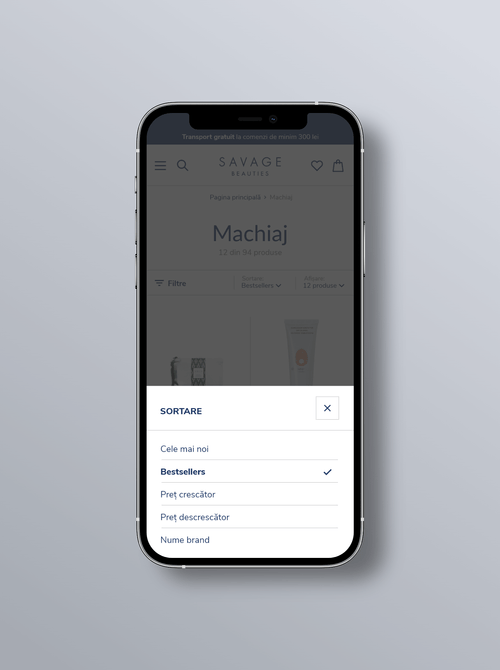 Transport gratuit la comenzi de minim 300 lei
SAVAGE
BEAUTIES
Pagina principală • Machiaj
Machiaj
12 din 84 produse
Filtre
Sortare
Bestsellers
Afișare
12 produse
SORTARE
Cele mai noi
Bestsellers
Preț crescător
Preț descrescător
Nume brand